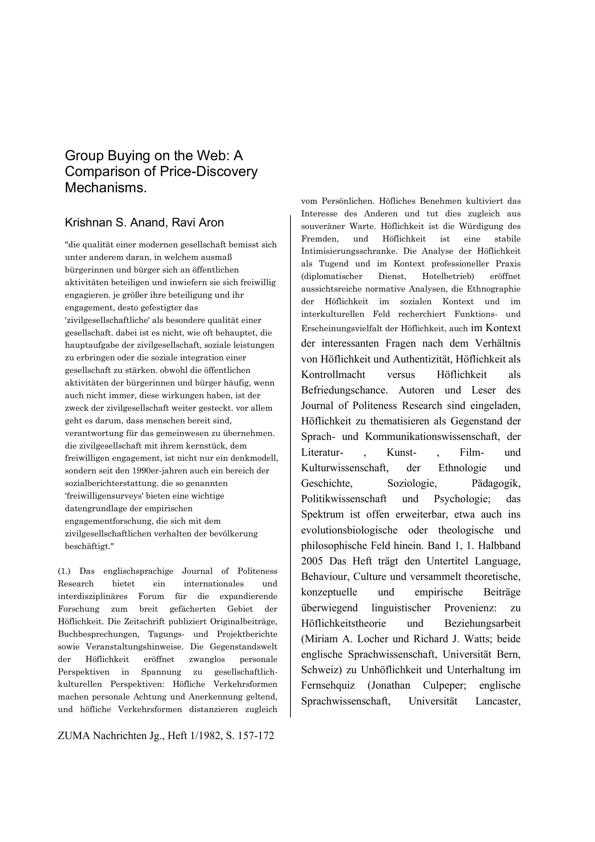 Group Buying on the Web: A
Comparison of Price-Discovery
Mechanisms.
Krishnan S. Anand, Ravi Aron
"die qualität einer modernen gesellschaft bemisst sich
unter anderem daran, in welchem ausmaß
bürgerinnen und bürger sich an öffentlichen
aktivitäten beteiligen und inwiefern sie sich freiwillig
engagieren. je größer ihre beteiligung und ihr
engagement, desto gefestigter das
'zivilgesellschaftliche' als besondere qualität einer
gesellschaft. dabei ist es nicht, wie oft behauptet, die
hauptaufgabe der zivilgesellschaft, soziale leistungen
zu erbringen oder die soziale integration einer
gesellschaft zu stärken. obwohl die öffentlichen
aktivitäten der bürgerinnen und bürger häufig, wenn
auch nicht immer, diese wirkungen haben, ist der
zweck der zivilgesellschaft weiter gesteckt. vor allem
geht es darum, dass menschen bereit sind,
verantwortung für das gemeinwesen zu übernehmen.
die zivilgesellschaft mit ihrem kernstück, dem
freiwilligen engagement, ist nicht nur ein denkmodell,
sondern seit den 1990er-jahren auch ein bereich der
sozialberichterstattung. die so genannten
'freiwilligensurveys' bieten eine wichtige
datengrundlage der empirischen
engagementforschung, die sich mit dem
zivilgesellschaftlichen verhalten der bevölkerung
beschäftigt."
(1.) Das englischsprachige Journal of Politeness
Research bietet ein internationales und
interdisziplinäres Forum für die expandierende
Forschung zum breit gefächerten Gebiet der
Höflichkeit. Die Zeitschrift publiziert Originalbeiträge,
Buchbesprechungen, Tagungs- und Projektberichte
sowie Veranstaltungshinweise. Die Gegenstandswelt
der Höflichkeit eröffnet zwanglos personale
Perspektiven in Spannung zu gesellschaftlich-
kulturellen Perspektiven: Höfliche Verkehrsformen
machen personale Achtung und Anerkennung geltend,
und höfliche Verkehrsformen distanzieren zugleich
vom Persönlichen. Höfliches Benehmen kultiviert das
Interesse des Anderen und tut dies zugleich aus
souveräner Warte. Höflichkeit ist die Würdigung des
Fremden, und Höflichkeit ist eine stabile
Intimisierungsschranke. Die Analyse der Höflichkeit
als Tugend und im Kontext professioneller Praxis
(diplomatischer Dienst, Hotelbetrieb) eröffnet
aussichtsreiche normative Analysen, die Ethnographie
der Höflichkeit im sozialen Kontext und im
interkulturellen Feld recherchiert Funktions- und
Erscheinungsvielfalt der Höflichkeit, auch im Kontext
der interessanten Fragen nach dem Verhältnis
von Höflichkeit und Authentizität, Höflichkeit als
Kontrollmacht versus Höflichkeit als
Befriedungschance. Autoren und Leser des
Journal of Politeness Research sind eingeladen,
Höflichkeit zu thematisieren als Gegenstand der
Sprach- und Kommunikationswissenschaft, der
Literatur- , Kunst- , Film- und
Kulturwissenschaft, der Ethnologie und
Geschichte, Soziologie, Pädagogik,
Politikwissenschaft und Psychologie; das
Spektrum ist offen erweiterbar, etwa auch ins
evolutionsbiologische oder theologische und
philosophische Feld hinein. Band 1, 1. Halbband
2005 Das Heft trägt den Untertitel Language,
Behaviour, Culture und versammelt theoretische,
konzeptuelle und empirische Beiträge
überwiegend linguistischer Provenienz: zu
Höflichkeitstheorie und Beziehungsarbeit
(Miriam A. Locher und Richard J. Watts; beide
englische Sprachwissenschaft, Universität Bern,
Schweiz) zu Unhöflichkeit und Unterhaltung im
Fernsehquiz (Jonathan Culpeper; englische
Sprachwissenschaft, Universität Lancaster,
ZUMA Nachrichten Jg., Heft 1/1982, S. 157-172